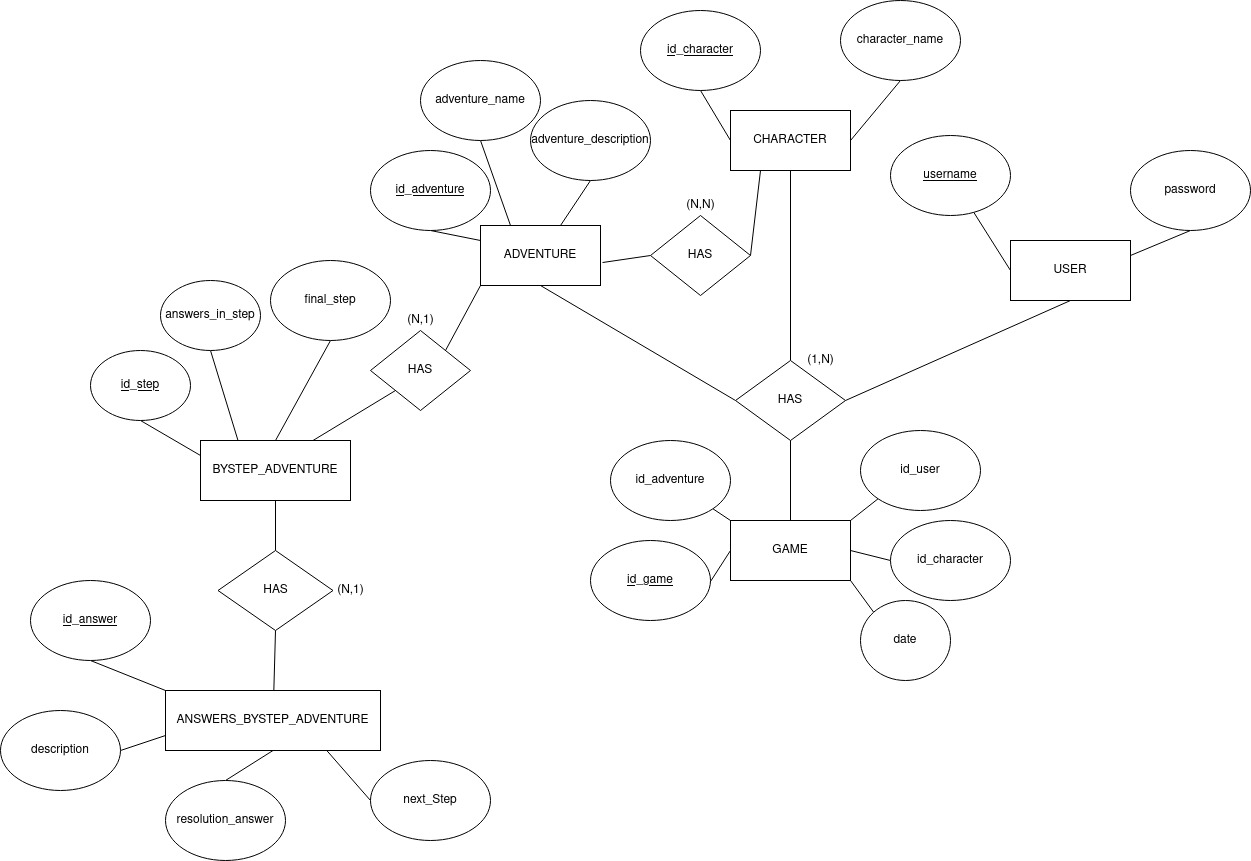 character_name
id_character
adventure_name
adventure_description
CHARACTER
username
password
id_adventure
(N,N)
ADVENTURE
HAS
USER
final_step
answers_in_step
(N,1)
(1,N)
HAS
id_step
HAS
BYSTEP_ADVENTURE
id_adventure
id_user
GAME
id_character
id_game
HAS
(N,1)
id_answer
date
ANSWERS_BYSTEP_ADVENTURE
description
next_Step
resolution_answer